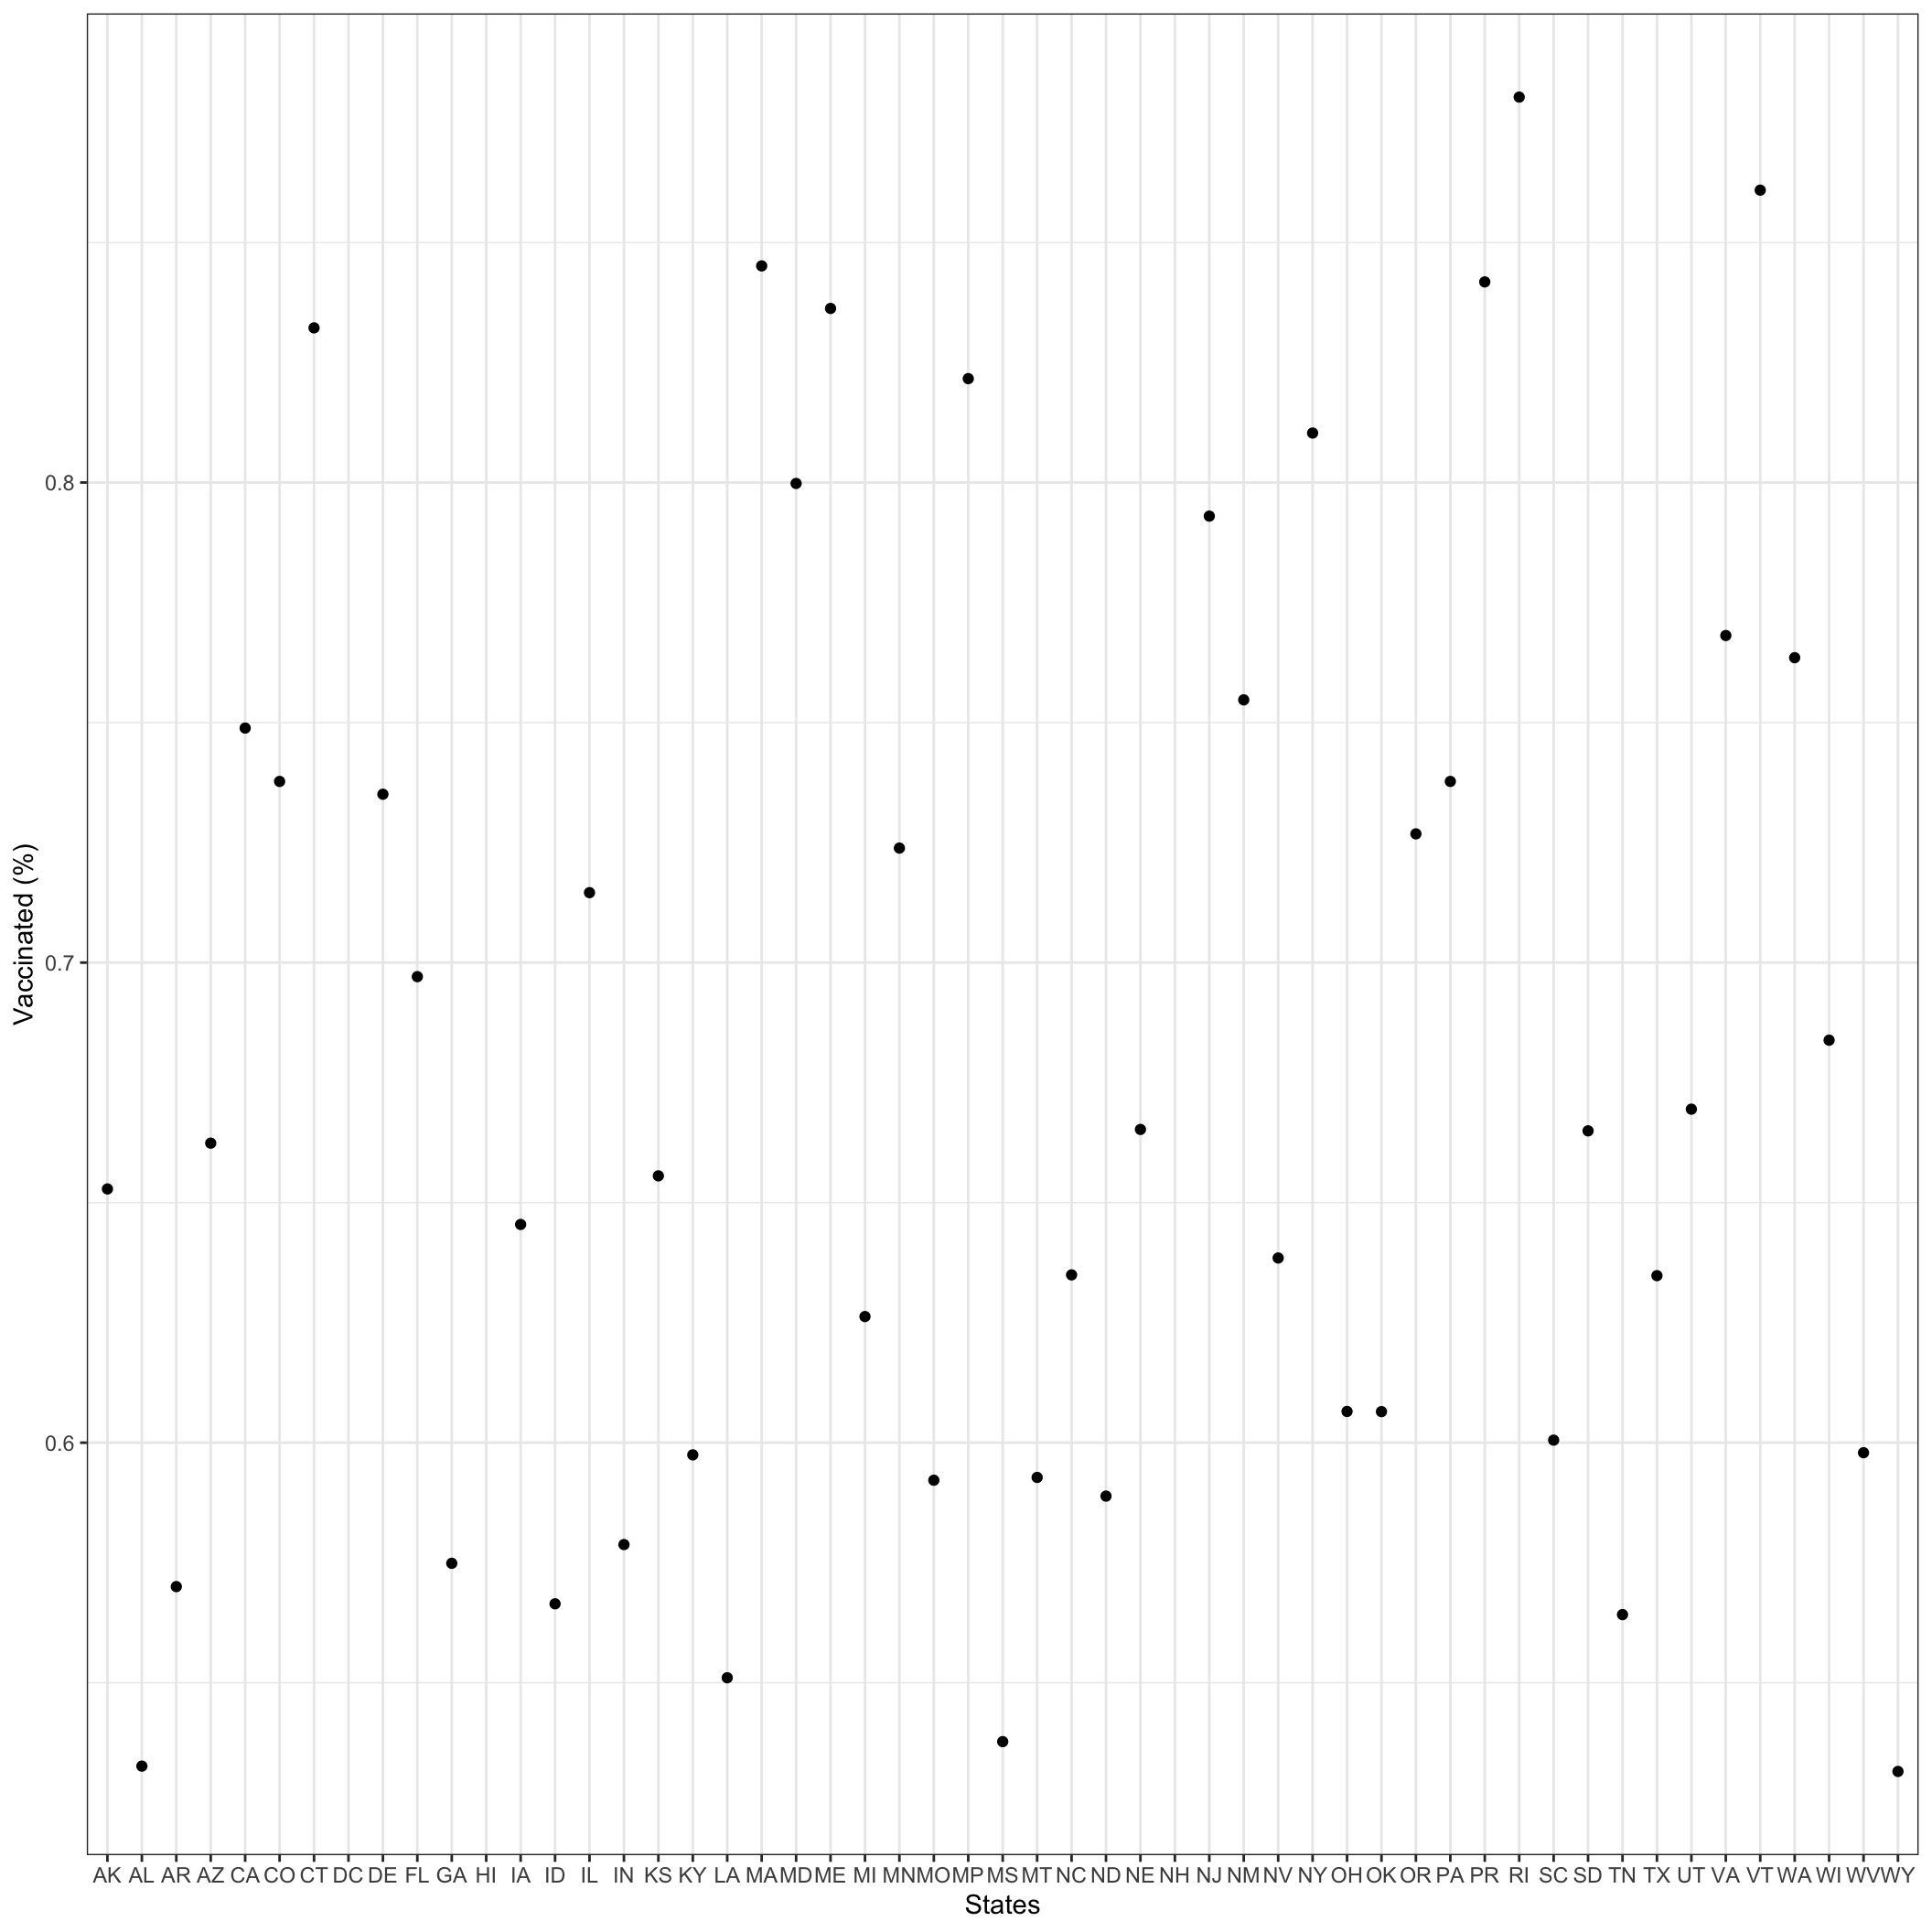 Vaccinated (%)
0.8
0.7
0.6
AK AL AR AZ CA CO CT DC DE FL GA HI IA ID IL IN KS KY LA MA MD ME MI MN MO MP MS MT NC ND NE NH NJ NM NV NY OH OK OR PA PR RI SC SD TN TX UT VA VT WA WI WV WY
States